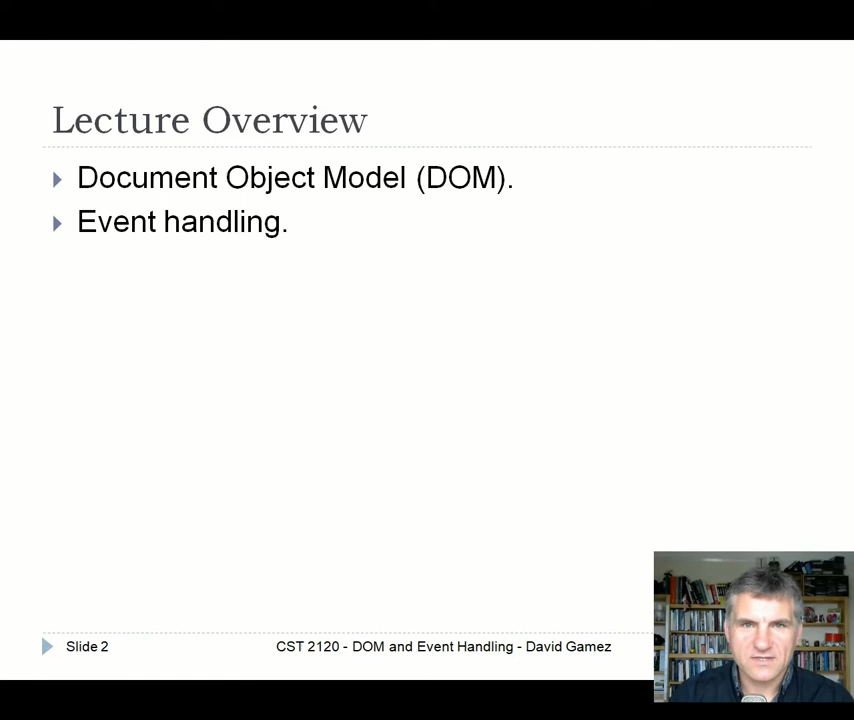 Lecture Overview
Document Object Model (DOM).
Event handling.
Slide 2
CST 2120 - DOM and Event Handling - David Gamez